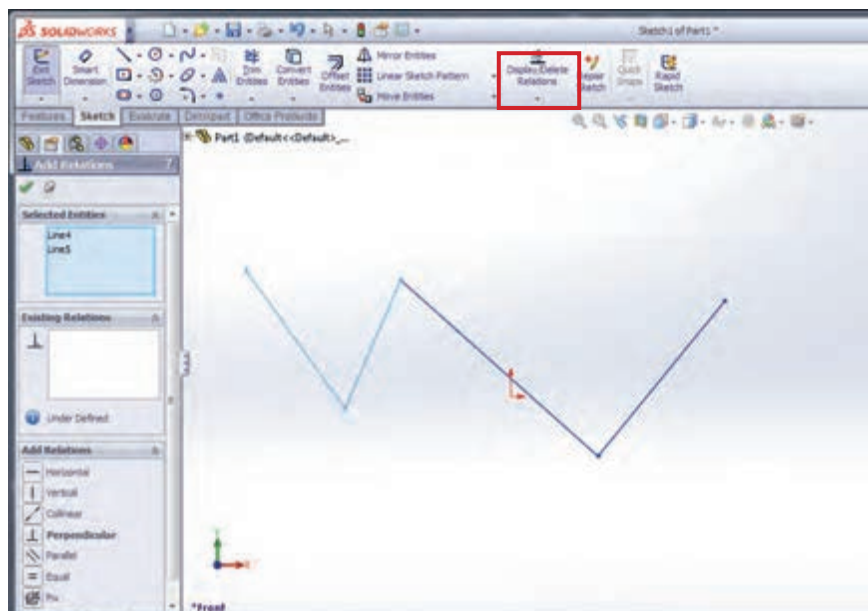 SOLIDWORKS
Sketch1 of Part1 *
Exit Sketch
Smart Dimension
Trim Entities
Convert Entities
Offset Entities
Mirror Entities
Linear Sketch Pattern
Move Entities
Display/Delete Relations
Repair Sketch
Quick Snaps
Rapid Sketch
Features
Sketch
Evaluate
DimXpert
Office Products
Part1 (Default<<Default>_...
Add Relations
?
Selected Entities
Line4
Line5
Existing Relations
Under Defined
Add Relations
Horizontal
Vertical
Collinear
Perpendicular
Parallel
Equal
Fix
Y
X
*Front